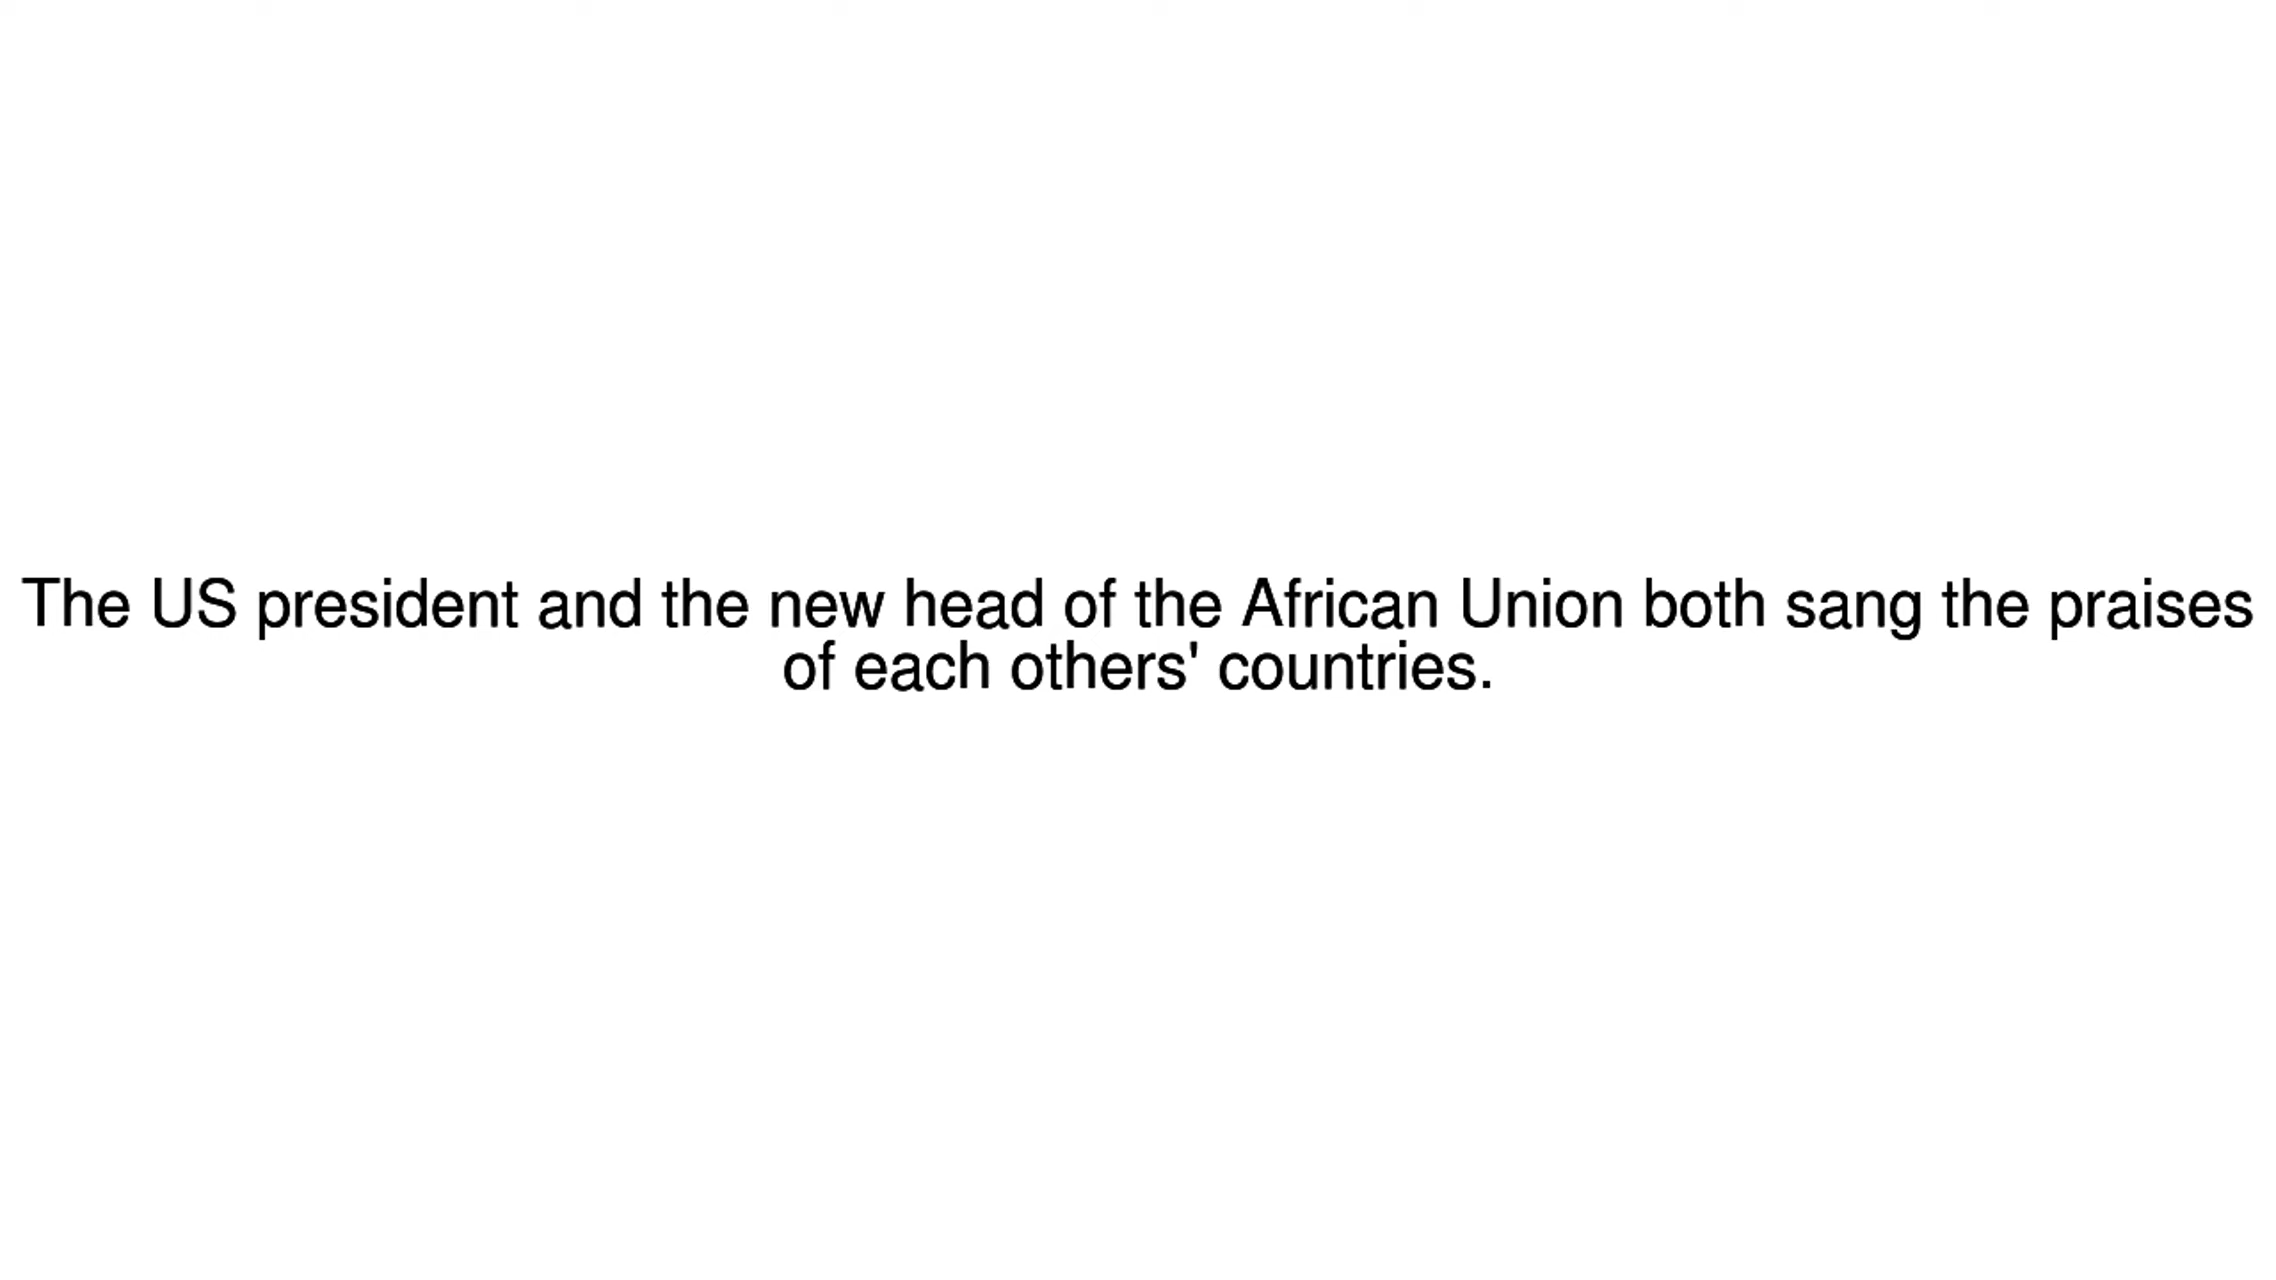 The US president and the new head of the African Union both sang the praises
of each others' countries.